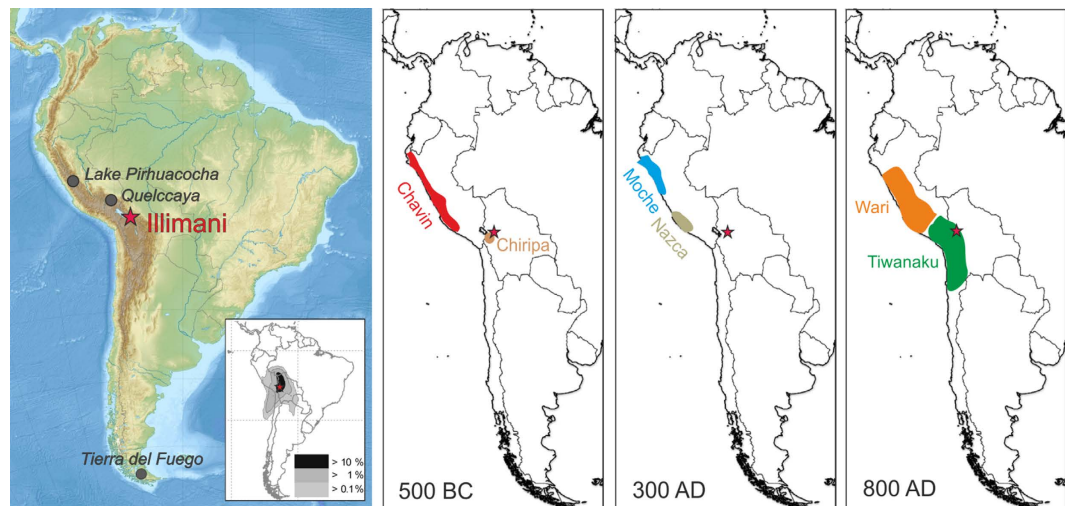 Lake Pirhuacocha
Quelccaya
Illimani
Tierra del Fuego
> 10 %
> 1 %
> 0.1%
Chavin
Chiripa
500 BC
Moche
Nazca
300 AD
Wari
Tiwanaku
800 AD